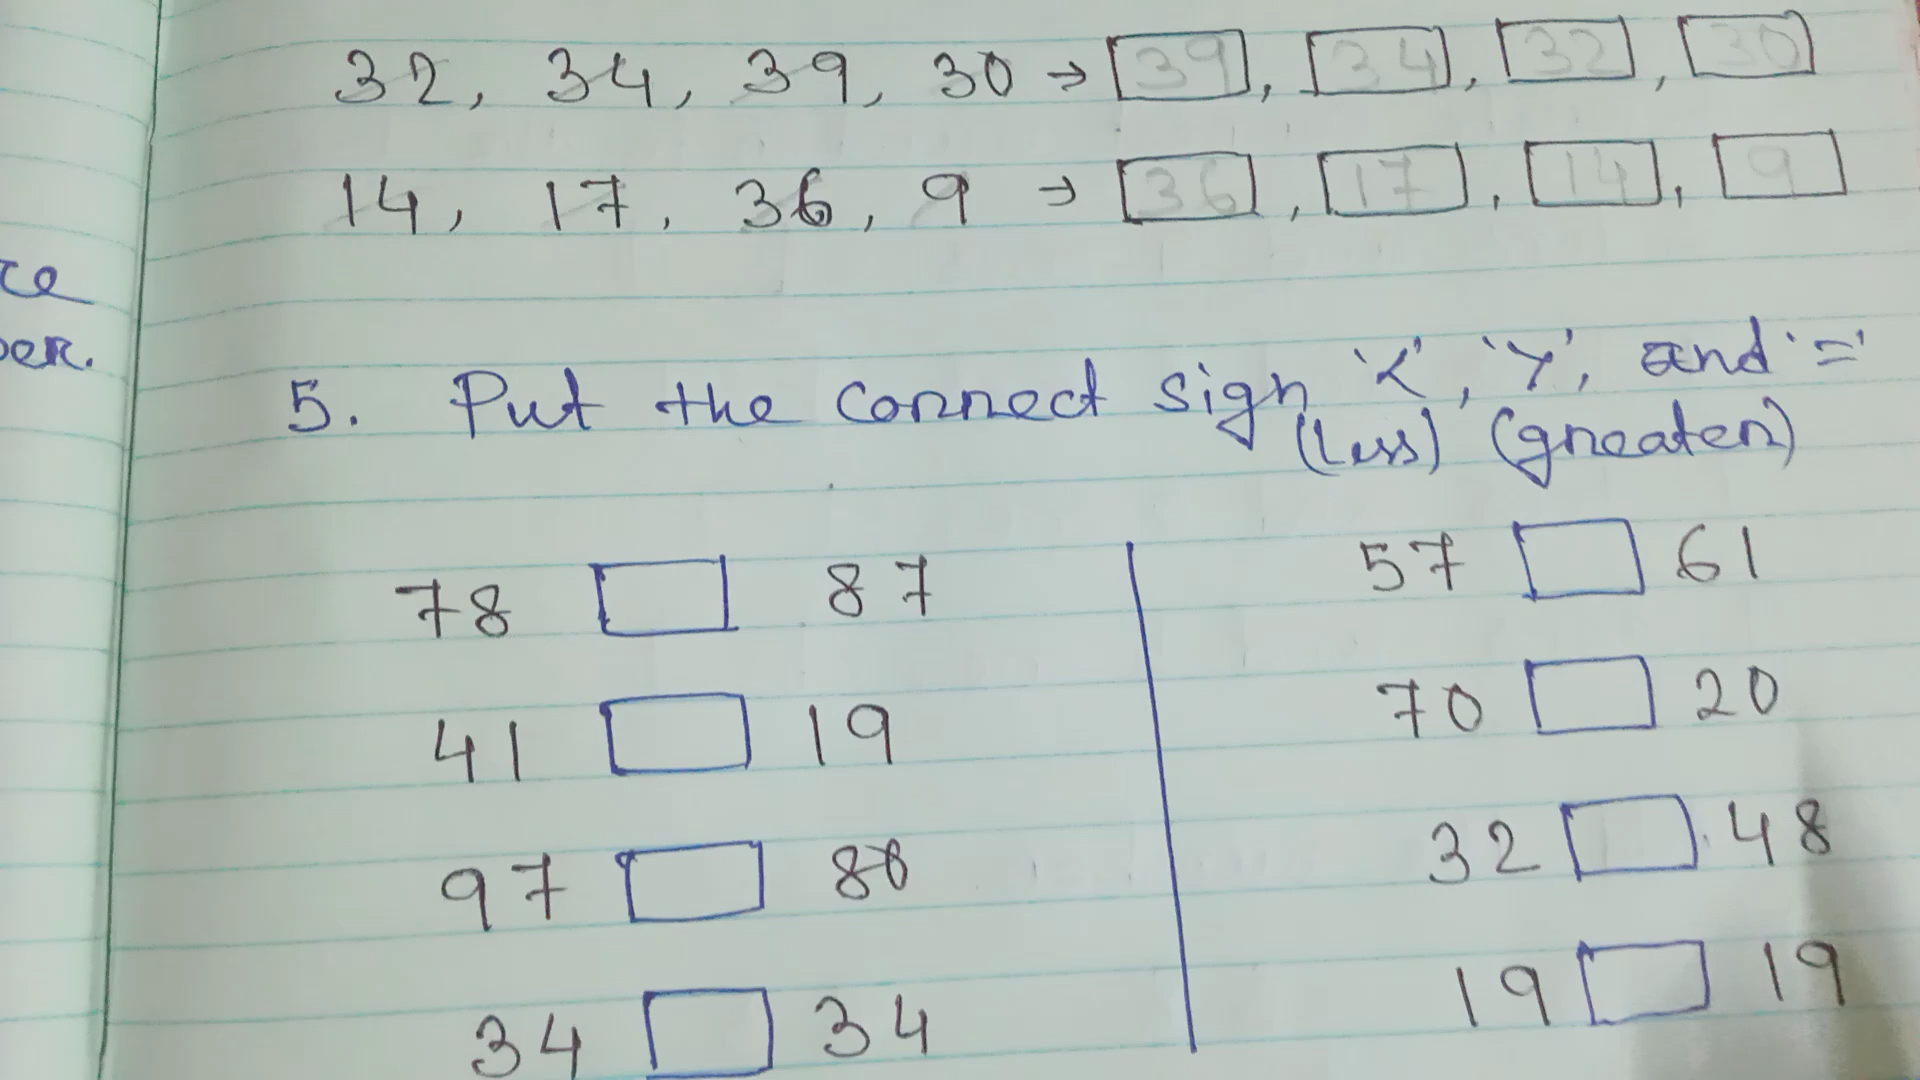 32, 34, 39, 30 → 39, 34, 32, 30
14, 17, 36, 9 → 36, 17, 14, 9
ce
5. Put the correct sign '<', '>', and '='
(Less) (greater)
78 87
57 61
41 19
70 20
97
32 48
34 34
19 19